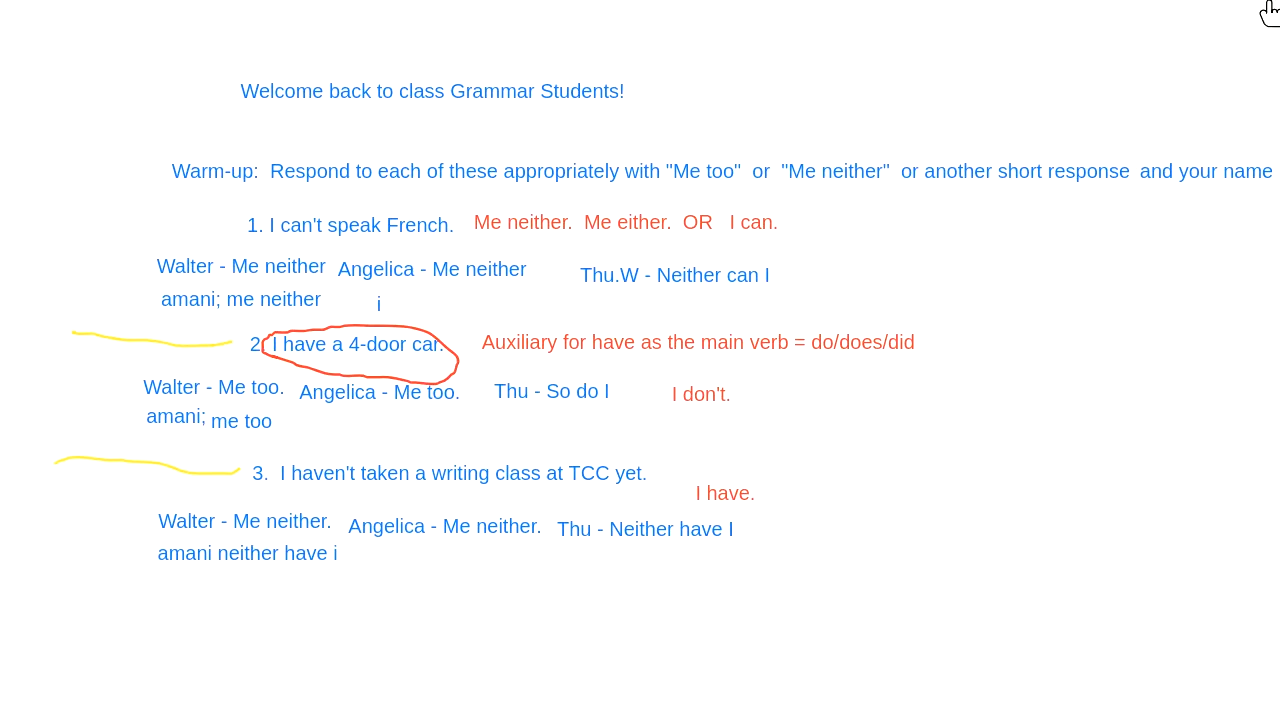 Welcome back to class Grammar Students!
Warm-up: Respond to each of these appropriately with "Me too" or "Me neither" or another short response and your name
1. I can't speak French. Me neither. Me either. OR I can.
Walter - Me neither Angelica - Me neither Thu.W - Neither can I
amani; me neither i
2 I have a 4-door car. Auxiliary for have as the main verb = do/does/did
Walter - Me too. Angelica - Me too. Thu - So do I I don't.
amani; me too
3. I haven't taken a writing class at TCC yet.
I have.
Walter - Me neither. Angelica - Me neither. Thu - Neither have I
amani neither have i